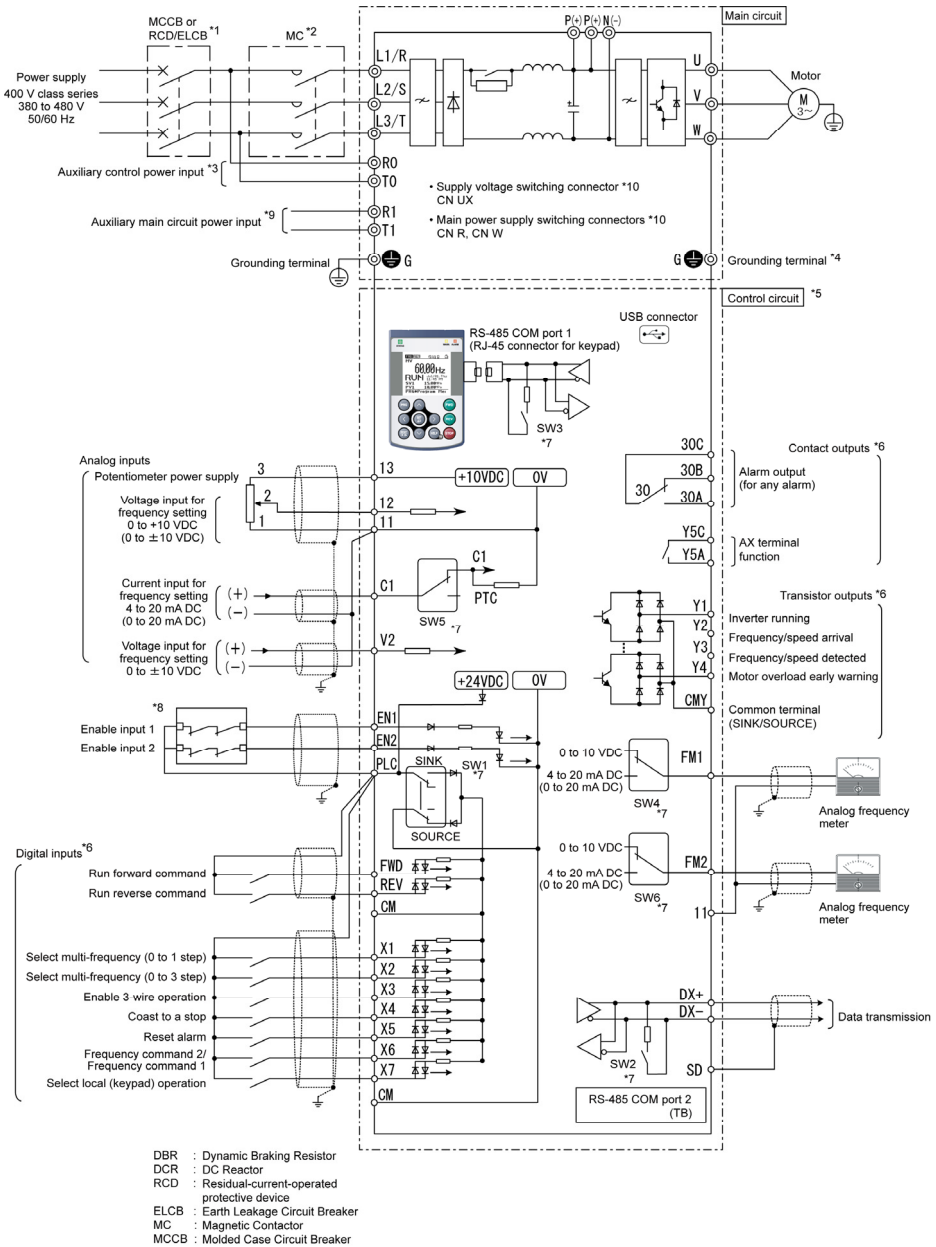 MCCB or
RCD/ELCB *1
MC *2
P(+) P(+) N(-)
Main circuit
Power supply
400 V class series
380 to 480 V
50/60 Hz
L1/R
L2/S
L3/T
U
V
W
Motor
M
3~
Auxiliary control power input *3
R0
T0
Auxiliary main circuit power input *9
R1
T1
• Supply voltage switching connector *10
CN UX
• Main power supply switching connectors *10
CN R, CN W
Grounding terminal
G
G
Grounding terminal *4
Control circuit *5
USB connector
RS-485 COM port 1
(RJ-45 connector for keypad)
60.00Hz
RUN
SW3
*7
Analog inputs
Potentiometer power supply
3
13
+10VDC
0V
Voltage input for
frequency setting
0 to +10 VDC
(0 to ±10 VDC)
2
1
12
11
Current input for
frequency setting
4 to 20 mA DC
(0 to 20 mA DC)
(+)
(-)
C1
C1
PTC
SW5
*7
Voltage input for
frequency setting
0 to ±10 VDC
(+)
(-)
V2
30C
30B
30
30A
Contact outputs *6
Alarm output
(for any alarm)
Y5C
Y5A
AX terminal
function
Transistor outputs *6
Y1
Inverter running
Y2
Frequency/speed arrival
Y3
Frequency/speed detected
Y4
Motor overload early warning
CMY
Common terminal
(SINK/SOURCE)
+24VDC
0V
*8
Enable input 1
Enable input 2
EN1
EN2
PLC
SINK
SW1
*7
SOURCE
0 to 10 VDC
4 to 20 mA DC
(0 to 20 mA DC)
SW4
*7
FM1
Analog frequency
meter
0 to 10 VDC
4 to 20 mA DC
(0 to 20 mA DC)
SW6
*7
FM2
11
Analog frequency
meter
Digital inputs*6
Run forward command
FWD
Run reverse command
REV
CM
Select multi-frequency (0 to 1 step)
X1
Select multi-frequency (0 to 3 step)
X2
Enable 3 wire operation
X3
Coast to a stop
X4
Reset alarm
X5
Frequency command 2/
Frequency command 1
X6
Select local (keypad) operation
X7
CM
DX+
DX-
Data transmission
SW2
*7
SD
RS-485 COM port 2
(TB)
DBR : Dynamic Braking Resistor
DCR : DC Reactor
RCD : Residual-current-operated
protective device
ELCB : Earth Leakage Circuit Breaker
MC : Magnetic Contactor
MCCB : Molded Case Circuit Breaker